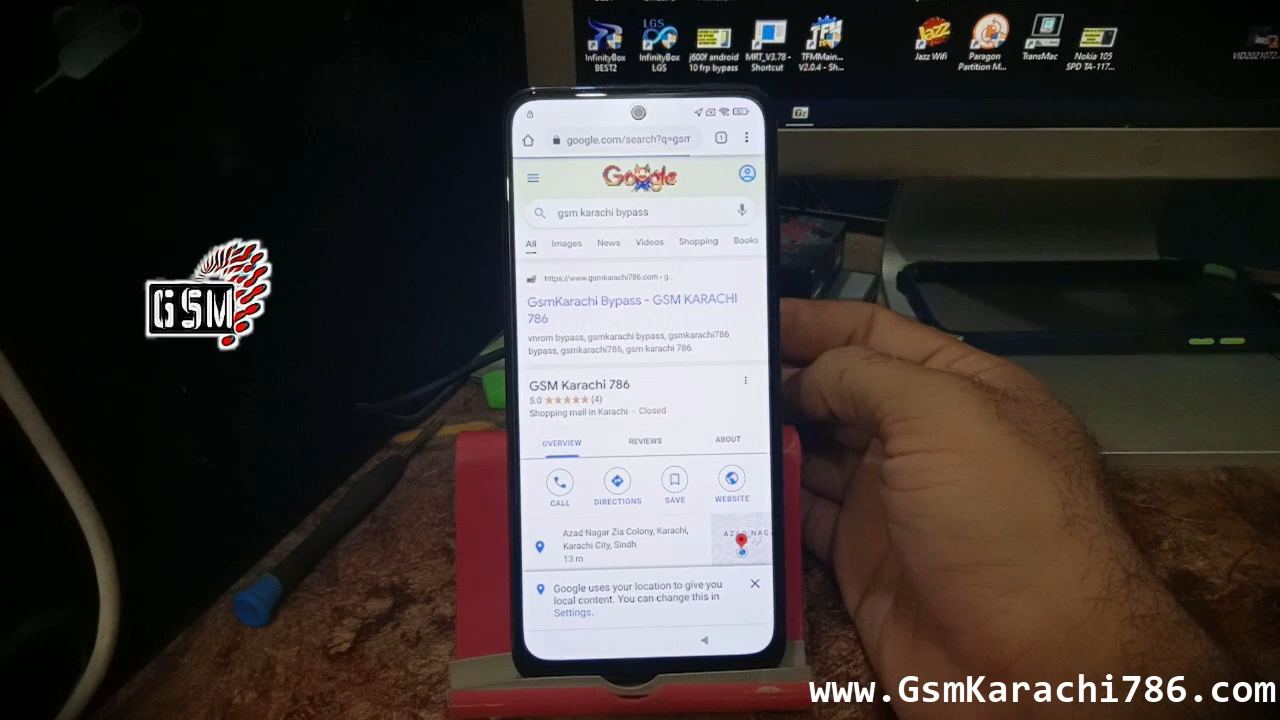 InfinityBox
BEST2
LGS
InfinityBox
LGS
j600f android
10 frp bypass
MRT_V3.78 -
Shortcut
TFMMain...
V2.0.4 - Sh...
Jazz
Jazz Wifi
Paragon
Partition M...
TransMac
Nokia 105
SPD TA-117...
google.com/search?q=gsm
1
Google
gsm karachi bypass
All Images News Videos Shopping Books
https://www.gsmkarachi786.com › g..
GsmKarachi Bypass - GSM KARACHI
786
vnrom bypass, gsmkarachi bypass, gsmkarachi786
bypass, gsmkarachi786, gsm karachi 786.
GSM Karachi 786
5.0 ★★★★★ (4)
Shopping mall in Karachi · Closed
OVERVIEW REVIEWS ABOUT
CALL DIRECTIONS SAVE WEBSITE
Azad Nagar Zia Colony, Karachi,
Karachi City, Sindh
13 m
AZAD NAG
Google uses your location to give you
local content. You can change this in
Settings.
GSM
www.GsmKarachi786.com